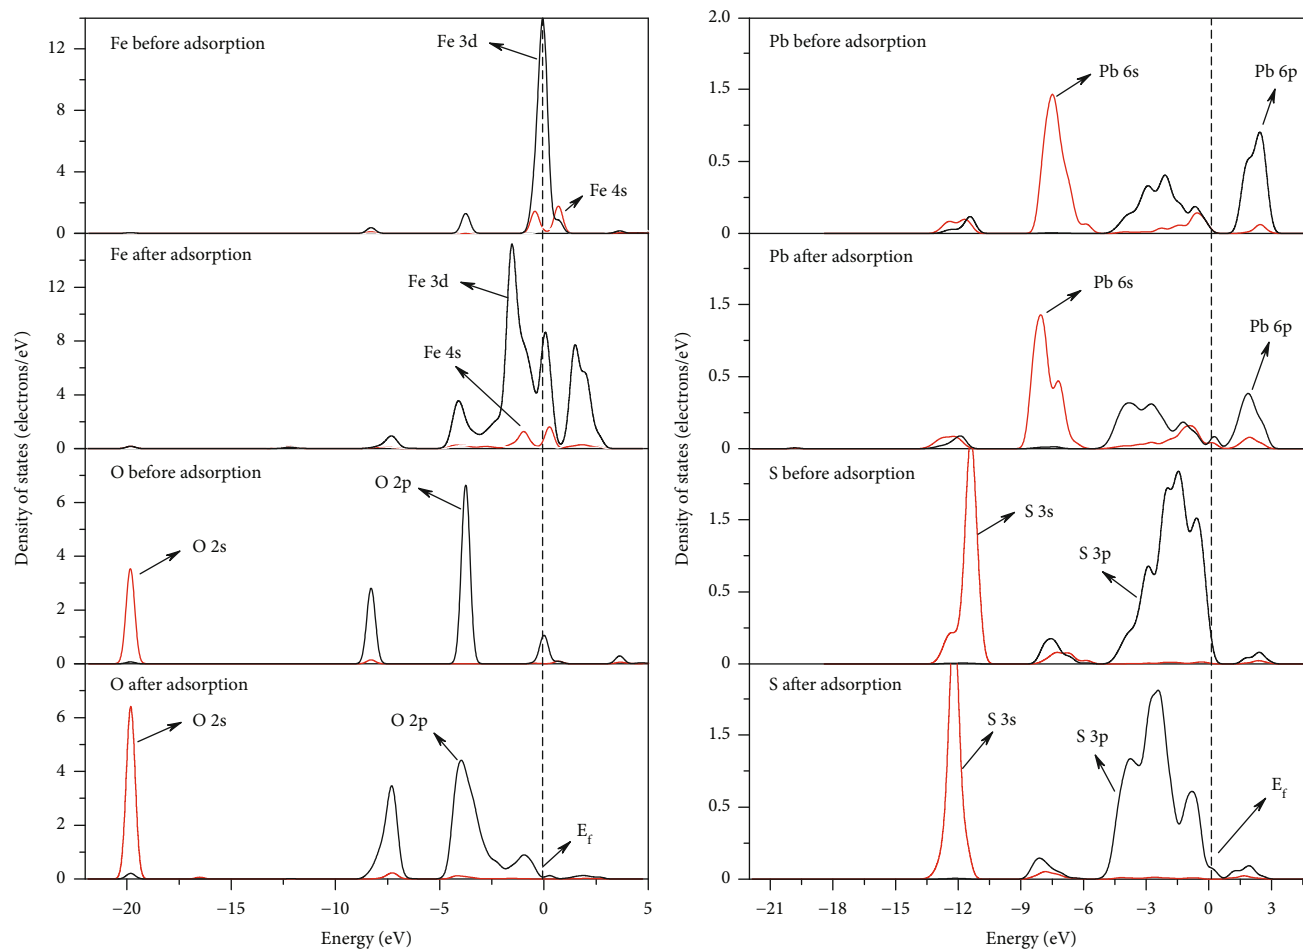 Fe before adsorption
Fe 3d
Fe 4s
12
8
4
0
Fe after adsorption
Fe 3d
Fe 4s
12
8
4
0
O before adsorption
O 2s
O 2p
6
4
2
0
O after adsorption
O 2s
O 2p
E_f
6
4
2
0
−20
−15
−10
−5
0
5
Energy (eV)
Density of states (electrons/eV)
Pb before adsorption
Pb 6s
Pb 6p
2.0
1.5
0.5
0
Pb after adsorption
Pb 6s
Pb 6p
1.5
0.5
0
S before adsorption
S 3s
S 3p
1.5
0.5
0
S after adsorption
S 3s
S 3p
E_f
1.5
0.5
0
−21
−18
−15
−12
−9
−6
−3
0
3
Energy (eV)
Density of states (electrons/eV)